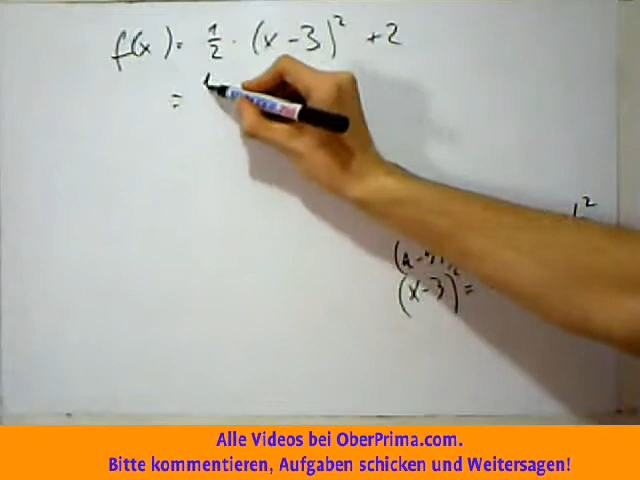 f(x) = 1/2 · (x - 3)² + 2
=
(x-3)² =
Alle Videos bei OberPrima.com.
Bitte kommentieren, Aufgaben schicken und Weitersagen!